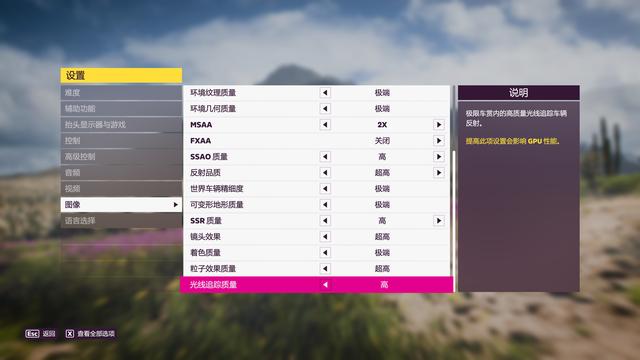 设置
难度
辅助功能
抬头显示器与游戏
控制
高级控制
音频
视频
图像
语言选择
环境纹理质量 极端
环境几何质量 极端
MSAA 2X
FXAA 关闭
SSAO 质量 高
反射品质 超高
世界车辆精细度 极端
可变形地形质量 极端
SSR 质量 高
镜头效果 超高
着色质量 极端
粒子效果质量 超高
光线追踪质量 高
说明
极限车赏内的高质量光线追踪车辆
反射。
提高此项设置会影响 GPU 性能。
Esc 返回 X 查看全部选项